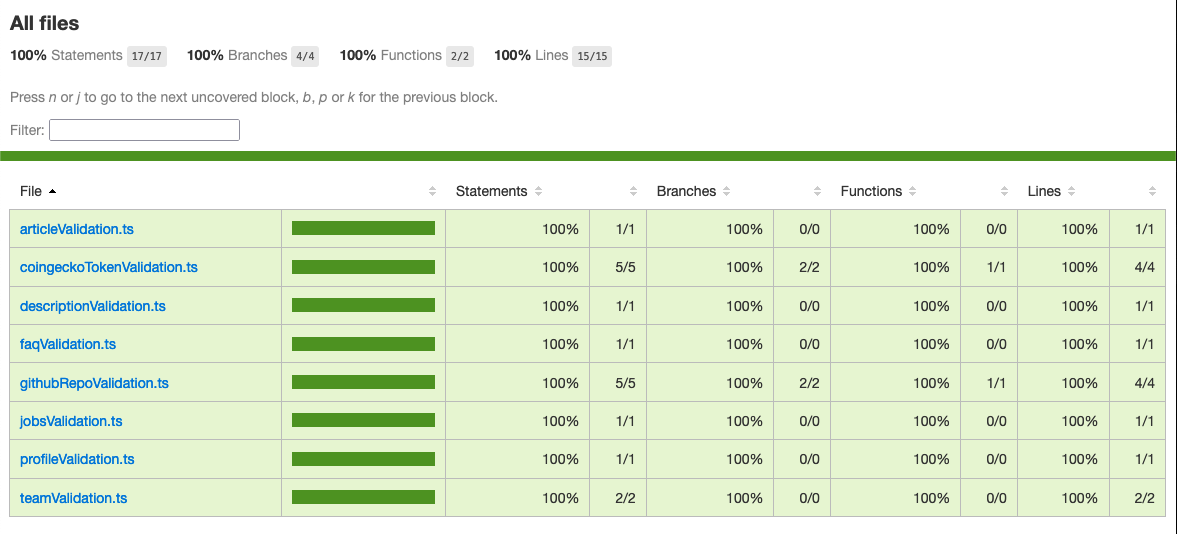 All files
100% Statements 17/17 100% Branches 4/4 100% Functions 2/2 100% Lines 15/15
Press n or j to go to the next uncovered block, b, p or k for the previous block.
Filter:
File Statements Branches Functions Lines
articleValidation.ts 100% 1/1 100% 0/0 100% 0/0 100% 1/1
coingeckoTokenValidation.ts 100% 5/5 100% 2/2 100% 1/1 100% 4/4
descriptionValidation.ts 100% 1/1 100% 0/0 100% 0/0 100% 1/1
faqValidation.ts 100% 1/1 100% 0/0 100% 0/0 100% 1/1
githubRepoValidation.ts 100% 5/5 100% 2/2 100% 1/1 100% 4/4
jobsValidation.ts 100% 1/1 100% 0/0 100% 0/0 100% 1/1
profileValidation.ts 100% 1/1 100% 0/0 100% 0/0 100% 1/1
teamValidation.ts 100% 2/2 100% 0/0 100% 0/0 100% 2/2